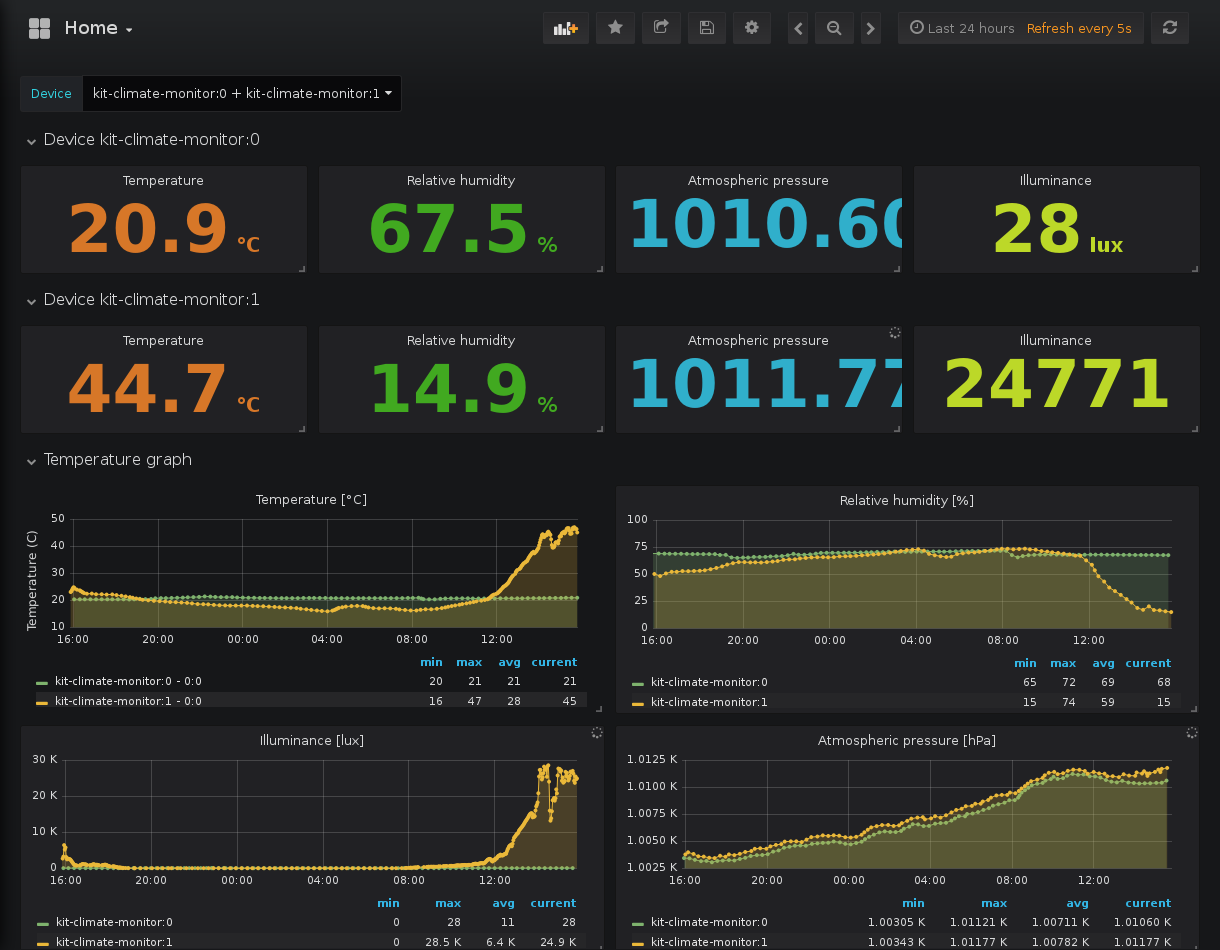 Home
Last 24 hours Refresh every 5s
Device kit-climate-monitor:0 + kit-climate-monitor:1
Device kit-climate-monitor:0
Temperature Relative humidity Atmospheric pressure Illuminance
20.9 °C 67.5 % 1010.60 28 lux
Device kit-climate-monitor:1
Temperature Relative humidity Atmospheric pressure Illuminance
44.7 °C 14.9 % 1011.77 24771
Temperature graph
Temperature [°C]
Temperature (C)
50
40
30
20
10
16:00 20:00 00:00 04:00 08:00 12:00
min max avg current
kit-climate-monitor:0 - 0:0 20 21 21 21
kit-climate-monitor:1 - 0:0 16 47 28 45
Relative humidity [%]
100
75
50
25
0
16:00 20:00 00:00 04:00 08:00 12:00
min max avg current
kit-climate-monitor:0 65 72 69 68
kit-climate-monitor:1 15 74 59 15
Illuminance [lux]
30 K
20 K
10 K
0
16:00 20:00 00:00 04:00 08:00 12:00
min max avg current
kit-climate-monitor:0 0 28 11 28
kit-climate-monitor:1 0 28.5 K 6.4 K 24.9 K
Atmospheric pressure [hPa]
1.0125 K
1.0100 K
1.0075 K
1.0050 K
1.0025 K
16:00 20:00 00:00 04:00 08:00 12:00
min max avg current
kit-climate-monitor:0 1.00305 K 1.01121 K 1.00711 K 1.01060 K
kit-climate-monitor:1 1.00343 K 1.01177 K 1.00782 K 1.01177 K